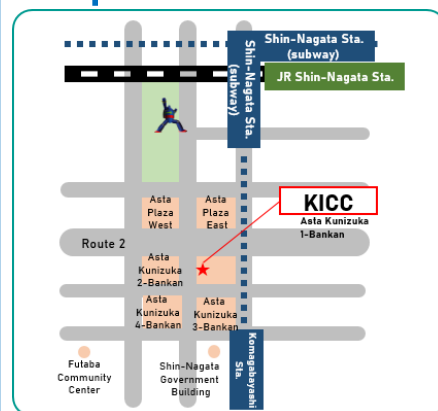 Shin-Nagata Sta.
(subway)
JR Shin-Nagata Sta.
Shin-Nagata Sta.
(subway)
KICC
Asta Kunizuka
1-Bankan
Asta
Plaza
West
Asta
Plaza
East
Route 2
Asta
Kunizuka
2-Bankan
Asta
Kunizuka
4-Bankan
Asta
Kunizuka
3-Bankan
Futaba
Community
Center
Shin-Nagata
Government
Building
Komagabayashi
Sta.